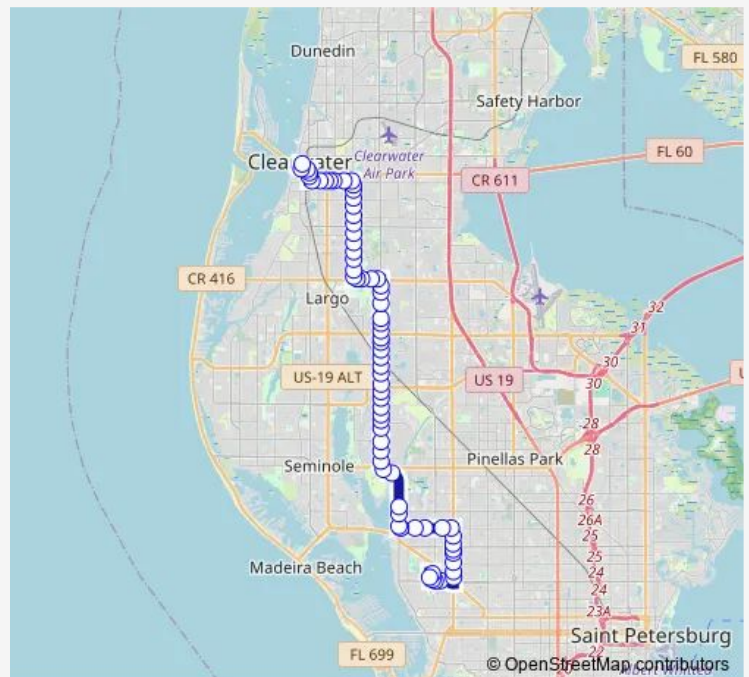 Dunedin
FL 580
Safety Harbor
Clearwater
Clearwater
Air Park
FL 60
CR 611
CR 416
Largo
32
31
30
30
US-19 ALT
US 19
28
28
Seminole
Pinellas Park
26
26A
25
25
24
Madeira Beach
24
23A
Saint Petersburg
22
FL 699
© OpenStreetMap contributors
Albert Whitted